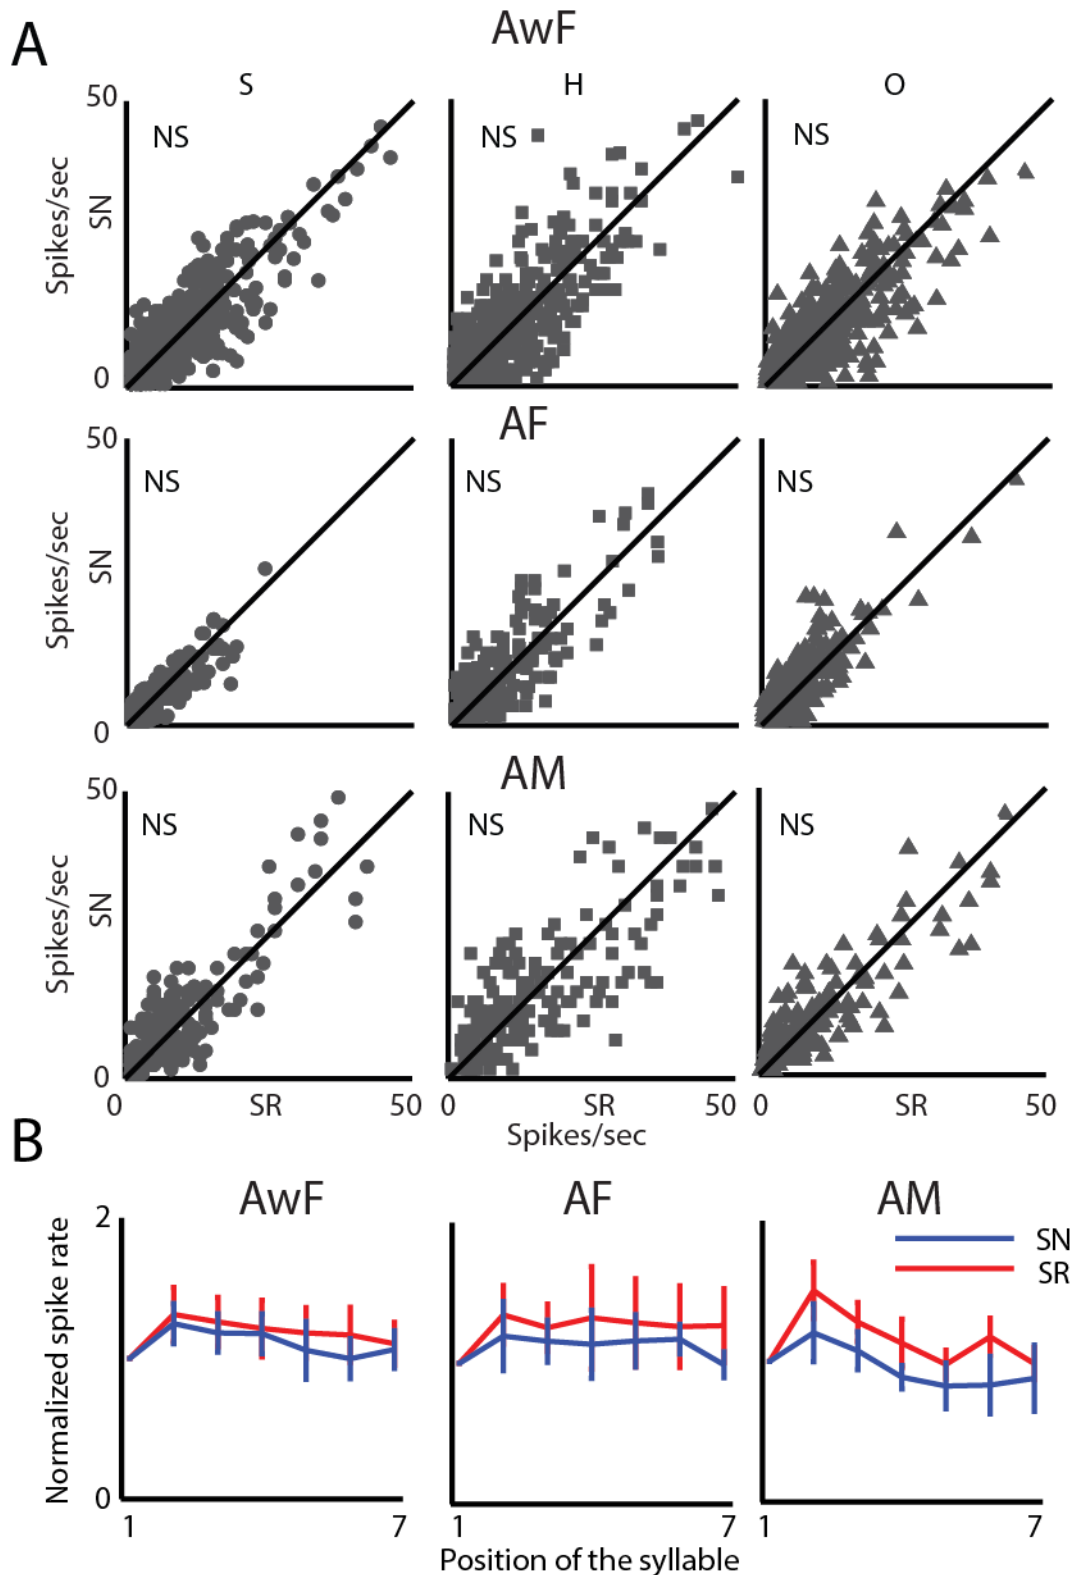 A
AwF
S H O
50
NS NS NS
Spikes/sec
SN
0
AF
50
NS NS NS
Spikes/sec
SN
0
AM
50
NS NS NS
Spikes/sec
SN
0
0 SR 50 0 SR 50 0 SR 50
Spikes/sec
B
AwF AF AM
2
SN
SR
Normalized spike rate
0
1 7 1 7 1 7
Position of the syllable